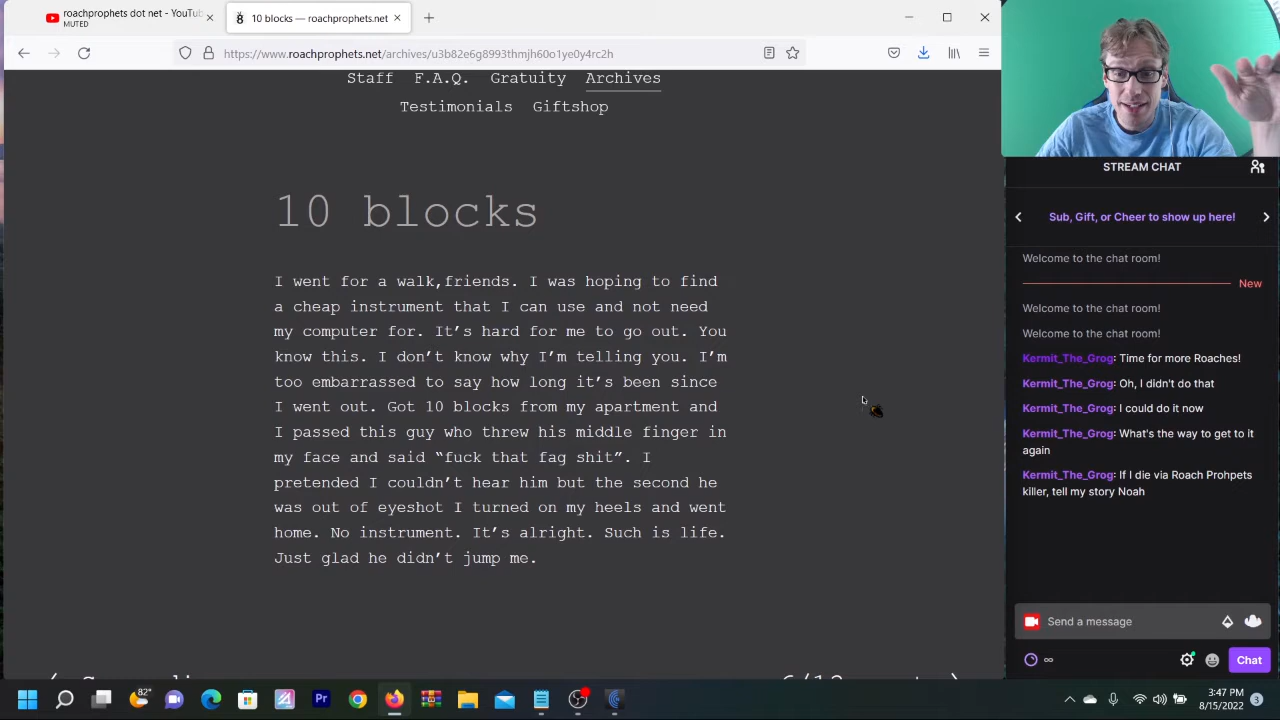 roachprophets dot net - YouTub
MUTED
10 blocks — roachprophets.net
https://www.roachprophets.net/archives/u3b82e6g8993thmjh60o1ye0y4rc2h
Staff F.A.Q. Gratuity Archives
Testimonials Giftshop
10 blocks
I went for a walk,friends. I was hoping to find
a cheap instrument that I can use and not need
my computer for. It’s hard for me to go out. You
know this. I don’t know why I’m telling you. I’m
too embarrassed to say how long it’s been since
I went out. Got 10 blocks from my apartment and
I passed this guy who threw his middle finger in
my face and said “fuck that fag shit”. I
pretended I couldn’t hear him but the second he
was out of eyeshot I turned on my heels and went
home. No instrument. It’s alright. Such is life.
Just glad he didn’t jump me.
STREAM CHAT
Sub, Gift, or Cheer to show up here!
Welcome to the chat room!
New
Welcome to the chat room!
Welcome to the chat room!
Kermit_The_Grog: Time for more Roaches!
Kermit_The_Grog: Oh, I didn't do that
Kermit_The_Grog: I could do it now
Kermit_The_Grog: What's the way to get to it
again
Kermit_The_Grog: If I die via Roach Prohpets
killer, tell my story Noah
Send a message
Chat
82°
Pr
3:47 PM
8/15/2022
3